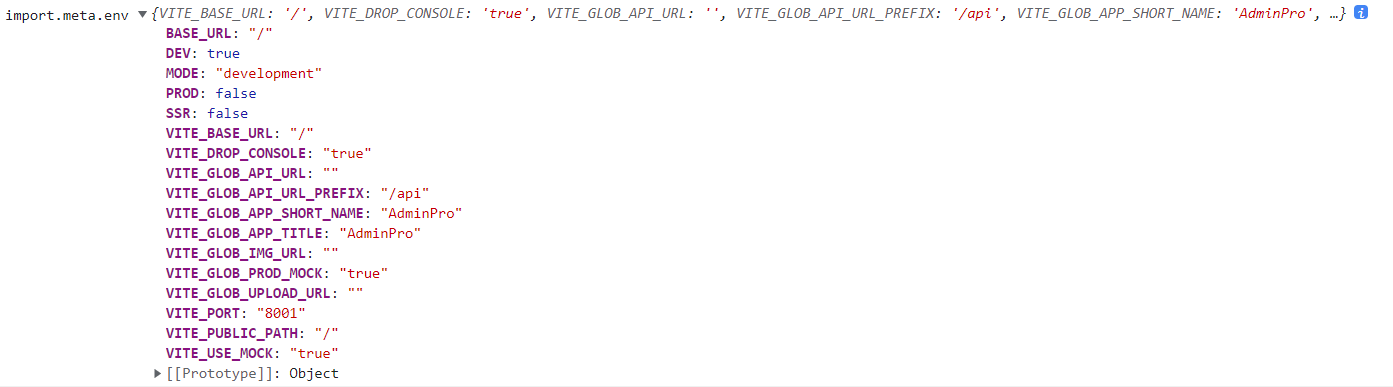 import.meta.env ▼{VITE_BASE_URL: '/', VITE_DROP_CONSOLE: 'true', VITE_GLOB_API_URL: '', VITE_GLOB_API_URL_PREFIX: '/api', VITE_GLOB_APP_SHORT_NAME: 'AdminPro', …} i
BASE_URL: "/"
DEV: true
MODE: "development"
PROD: false
SSR: false
VITE_BASE_URL: "/"
VITE_DROP_CONSOLE: "true"
VITE_GLOB_API_URL: ""
VITE_GLOB_API_URL_PREFIX: "/api"
VITE_GLOB_APP_SHORT_NAME: "AdminPro"
VITE_GLOB_APP_TITLE: "AdminPro"
VITE_GLOB_IMG_URL: ""
VITE_GLOB_PROD_MOCK: "true"
VITE_GLOB_UPLOAD_URL: ""
VITE_PORT: "8001"
VITE_PUBLIC_PATH: "/"
VITE_USE_MOCK: "true"
▶[[Prototype]]: Object